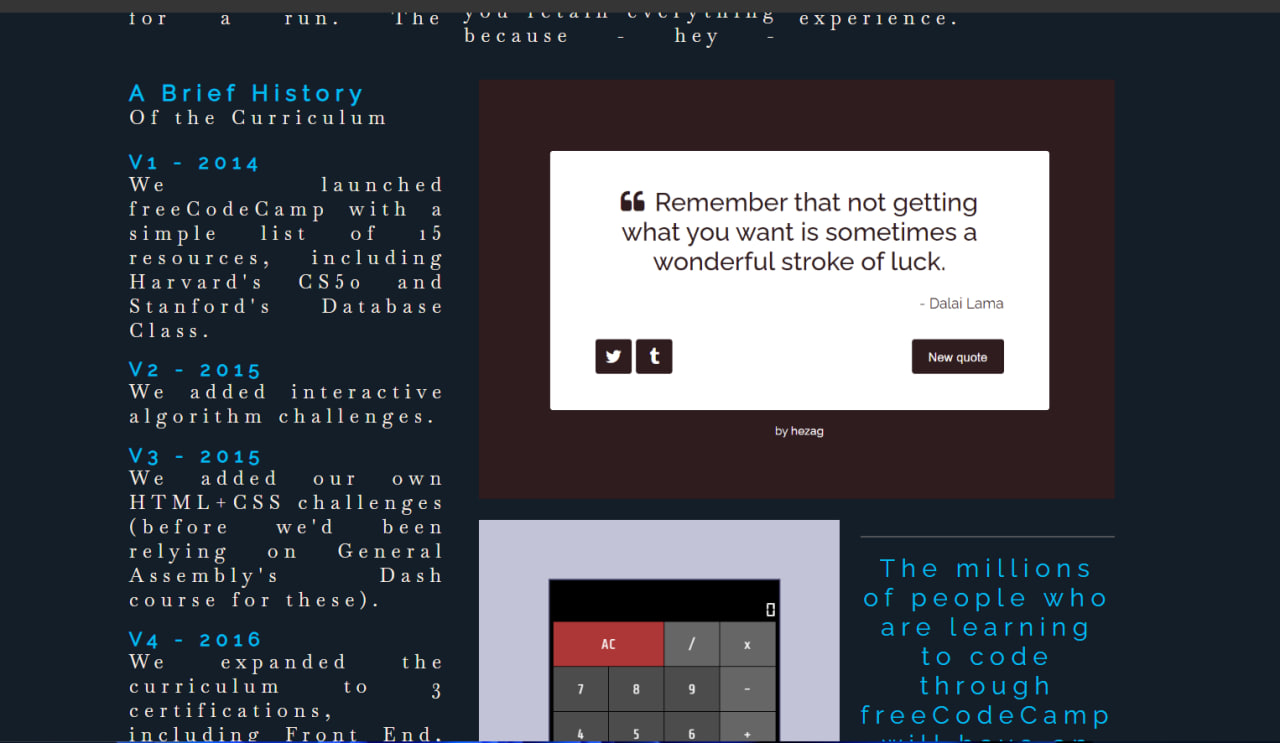 for a run. The
you retain everything
because - hey -
experience.
A Brief History
Of the Curriculum
V1 - 2014
We launched
freeCodeCamp with a
simple list of 15
resources, including
Harvard's CS50 and
Stanford's Database
Class.
V2 - 2015
We added interactive
algorithm challenges.
V3 - 2015
We added our own
HTML+CSS challenges
(before we'd been
relying on General
Assembly's Dash
course for these).
V4 - 2016
We expanded the
curriculum to 3
certifications,
including Front End,
❝ Remember that not getting
what you want is sometimes a
wonderful stroke of luck.
- Dalai Lama
t
New quote
by hezag
0
AC / x
7 8 9 -
4 5 6 +
The millions
of people who
are learning
to code
through
freeCodeCamp
will have an